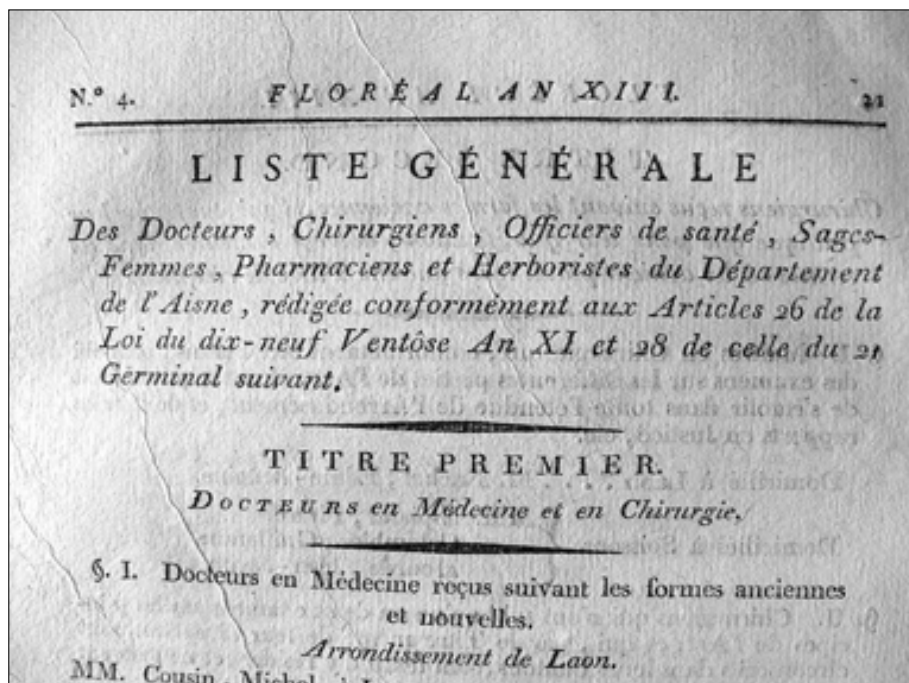 N.º 4. FLORÉAL AN XIII. 21
LISTE GÉNÉRALE
Des Docteurs , Chirurgiens , Officiers de santé , Sages-
Femmes , Pharmaciens et Herboristes du Département
de l'Aisne , rédigée conformément aux Articles 26 de la
Loi du dix-neuf Ventôse An XI et 28 de celle du 21
Germinal suivant.
TITRE PREMIER.
DOCTEURS en Médecine et en Chirurgie.
§. I. Docteurs en Médecine reçus suivant les formes anciennes
et nouvelles.
Arrondissement de Laon.
MM. Cousin , Michel , à